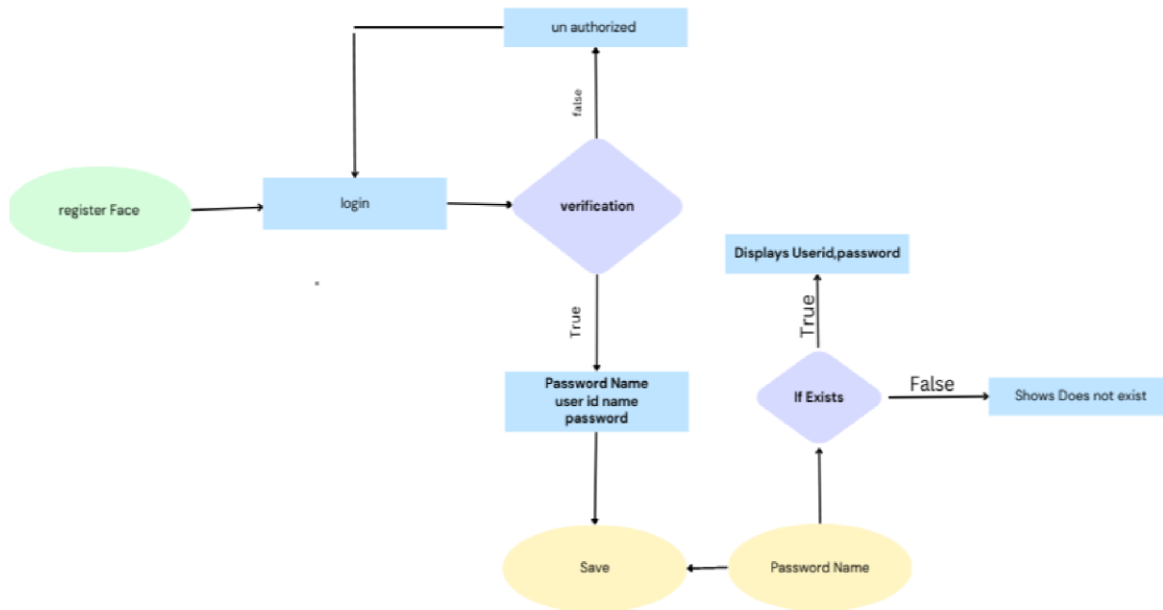 un authorized
false
register Face
login
verification
Displays Userid,password
True
True
Password Name
user id name
password
If Exists
False
Shows Does not exist
Save
Password Name